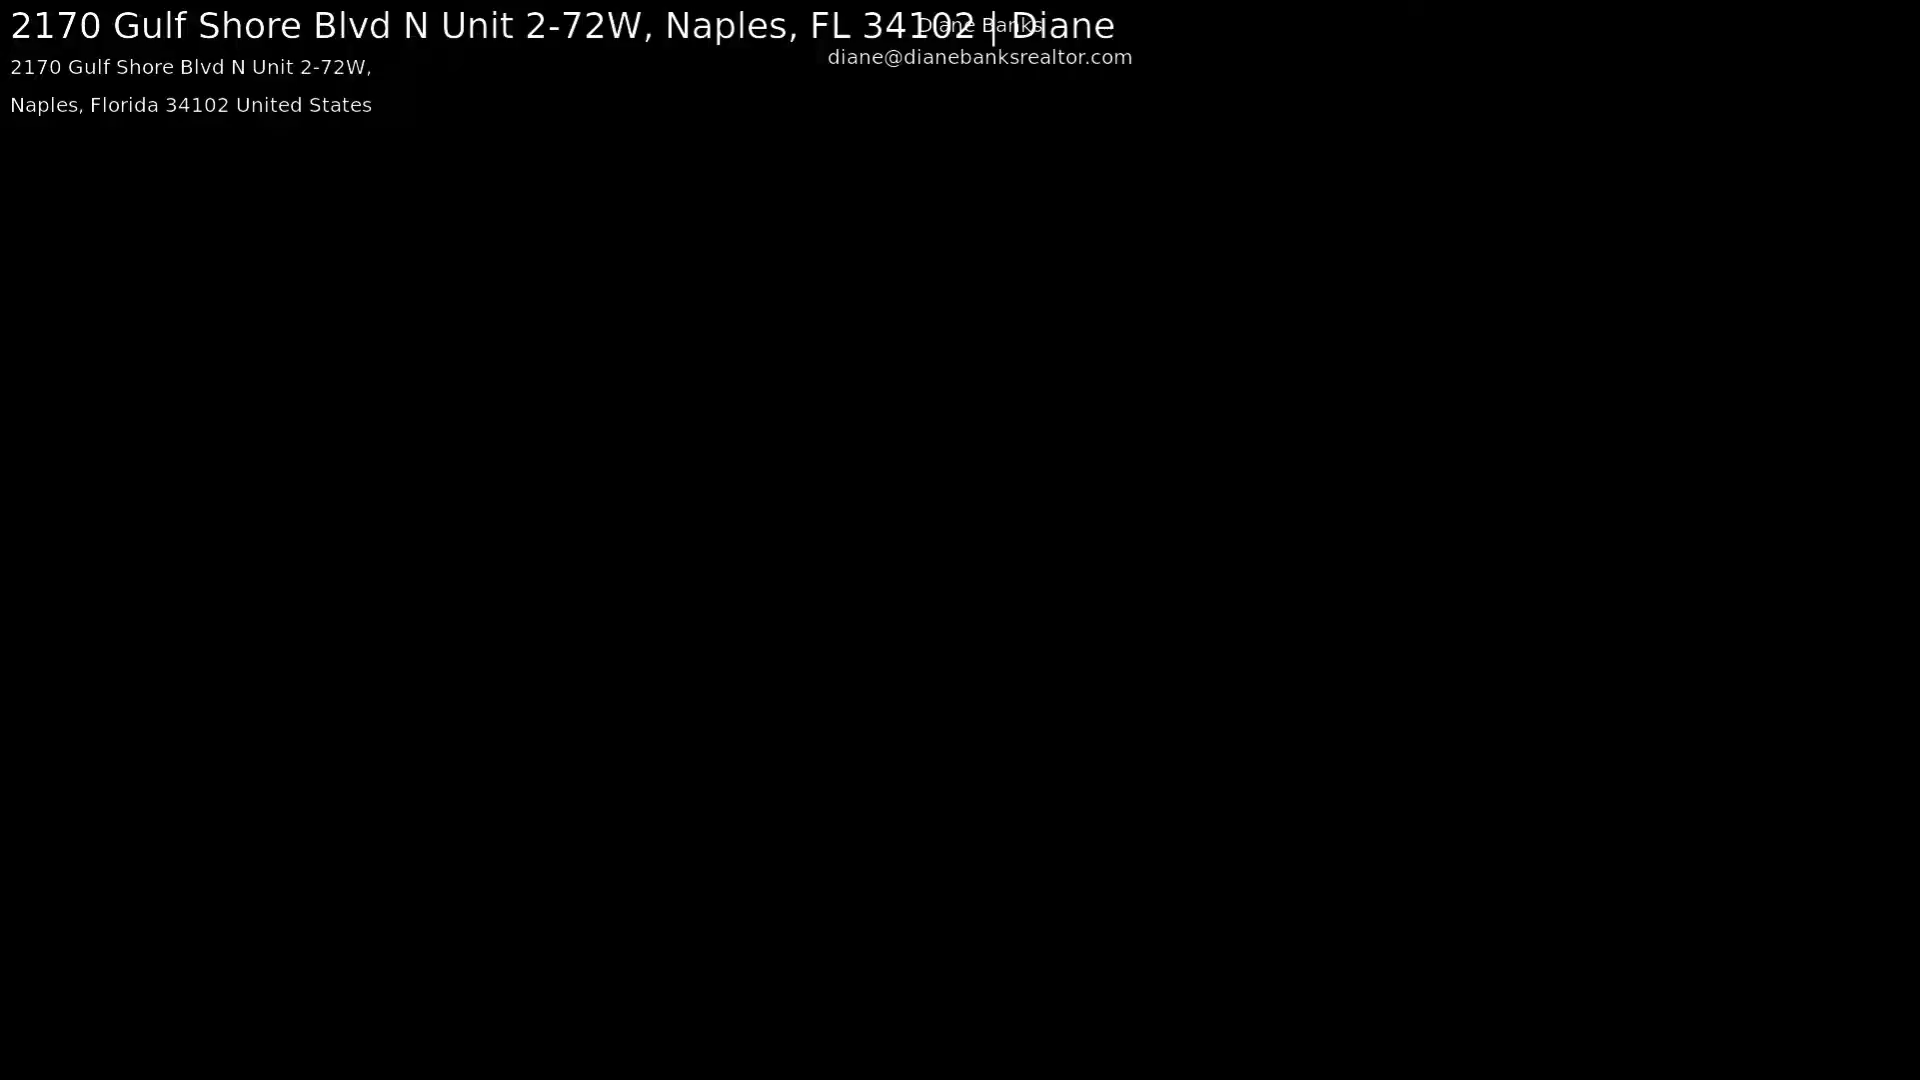 2170 Gulf Shore Blvd N Unit 2-72W, Naples, FL 34102 | Diane
Diane Banks
diane@dianebanksrealtor.com
2170 Gulf Shore Blvd N Unit 2-72W,
Naples, Florida 34102 United States